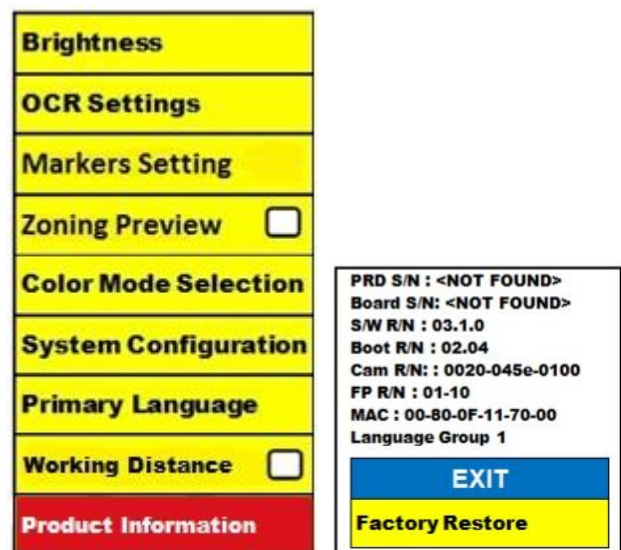 Brightness
OCR Settings
Markers Setting
Zoning Preview
Color Mode Selection
System Configuration
Primary Language
Working Distance
Product Information
PRD S/N : <NOT FOUND>
Board S/N: <NOT FOUND>
S/W R/N : 03.1.0
Boot R/N : 02.04
Cam R/N: : 0020-045e-0100
FP R/N : 01-10
MAC : 00-80-0F-11-70-00
Language Group 1
EXIT
Factory Restore